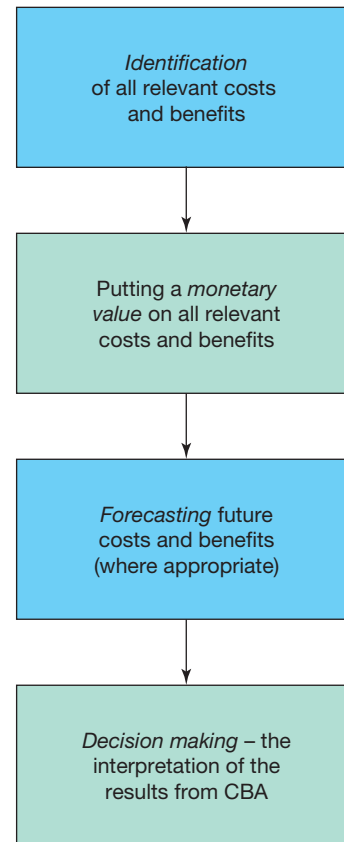 Identification
of all relevant costs
and benefits
Putting a monetary
value on all relevant
costs and benefits
Forecasting future
costs and benefits
(where appropriate)
Decision making – the
interpretation of the
results from CBA